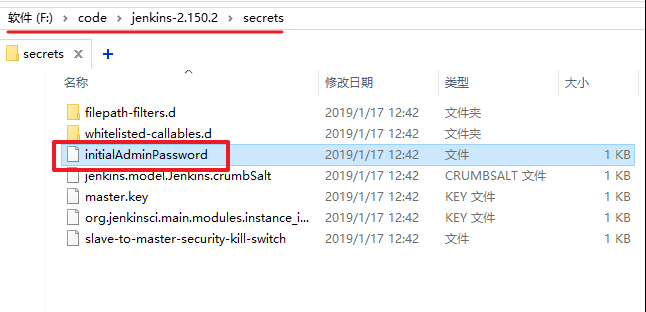 软件 (F:) > code > jenkins-2.150.2 > secrets
secrets
名称 修改日期 类型 大小
filepath-filters.d 2019/1/17 12:42 文件夹
whitelisted-callables.d 2019/1/17 12:42 文件夹
initialAdminPassword 2019/1/17 12:42 文件 1 KB
jenkins.model.Jenkins.crumbSalt 2019/1/17 12:42 CRUMBSALT 文件 1 KB
master.key 2019/1/17 12:42 KEY 文件 1 KB
org.jenkinsci.main.modules.instance_i... 2019/1/17 12:42 KEY 文件 1 KB
slave-to-master-security-kill-switch 2019/1/17 12:42 文件 1 KB